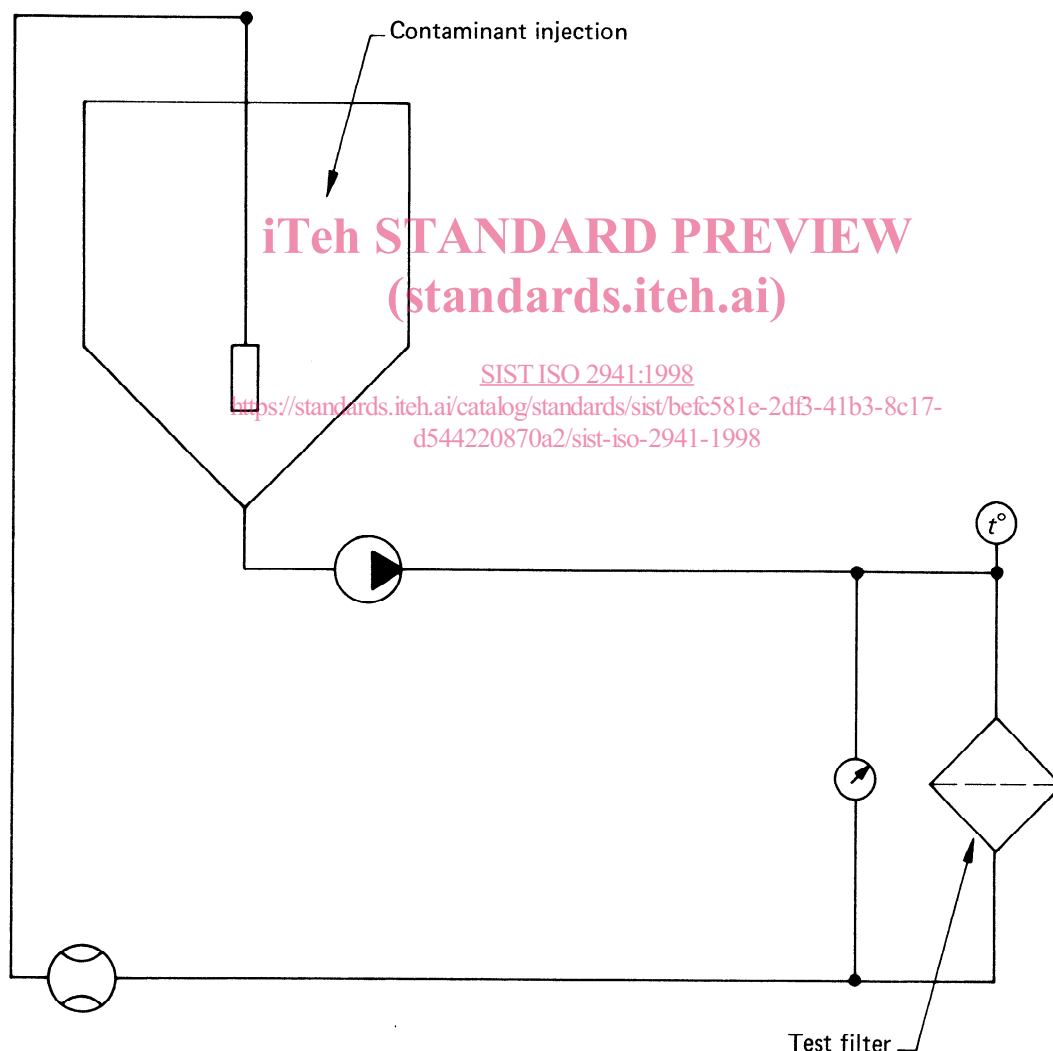 Contaminant injection
iTeh STANDARD PREVIEW
(standards.iteh.ai)
SIST ISO 2941:1998
https://standards.iteh.ai/catalog/standards/sist/befc581e-2df3-41b3-8c17-
d544220870a2/sist-iso-2941-1998
t°
Test filter